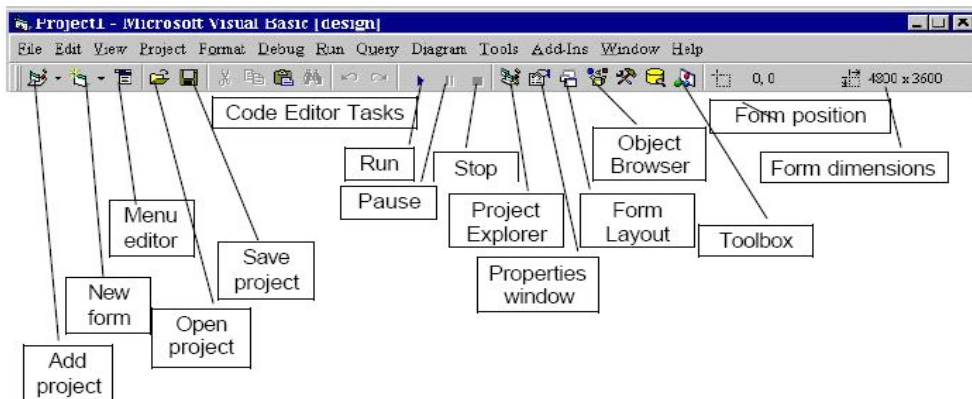 Project1 - Microsoft Visual Basic [design]
File Edit View Project Format Debug Run Query Diagram Tools Add-Ins Window Help
0, 0
4800 x 3600
Code Editor Tasks
Form position
Run
Stop
Object
Browser
Form dimensions
Pause
Menu
editor
Project
Explorer
Form
Layout
Toolbox
Save
project
Properties
window
New
form
Open
project
Add
project